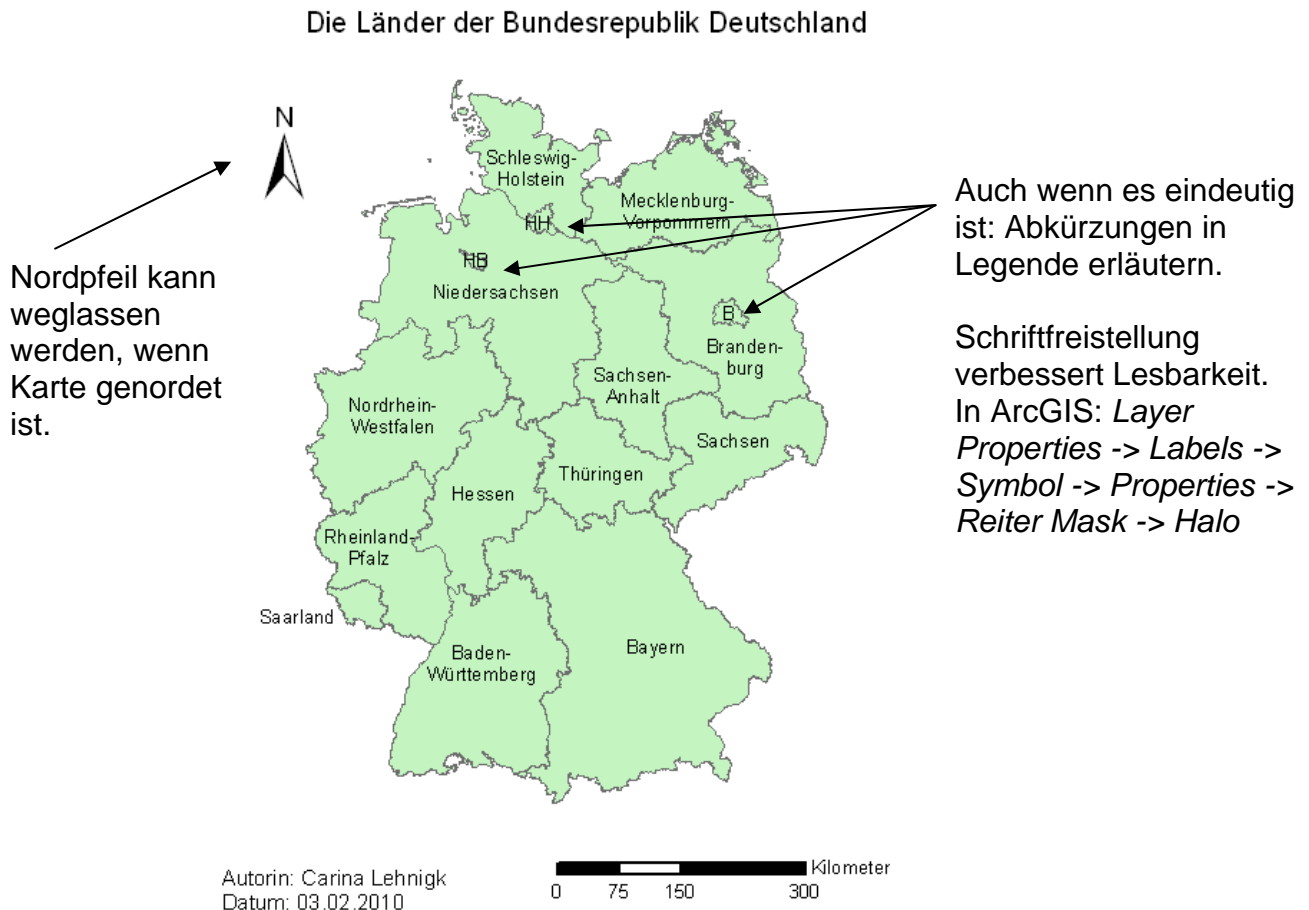 Die Länder der Bundesrepublik Deutschland
N
Nordpfeil kann
weglassen
werden, wenn
Karte genordet
ist.
Schleswig-
Holstein
Mecklenburg-
Vorpommern
HH
HB
Niedersachsen
B
Branden-
burg
Sachsen-
Anhalt
Nordrhein-
Westfalen
Sachsen
Thüringen
Hessen
Rheinland-
Pfalz
Saarland
Baden-
Württemberg
Bayern
Auch wenn es eindeutig
ist: Abkürzungen in
Legende erläutern.
Schriftfreistellung
verbessert Lesbarkeit.
In ArcGIS: Layer
Properties -> Labels ->
Symbol -> Properties ->
Reiter Mask -> Halo
Autorin: Carina Lehnigk
Datum: 03.02.2010
Kilometer
0 75 150 300